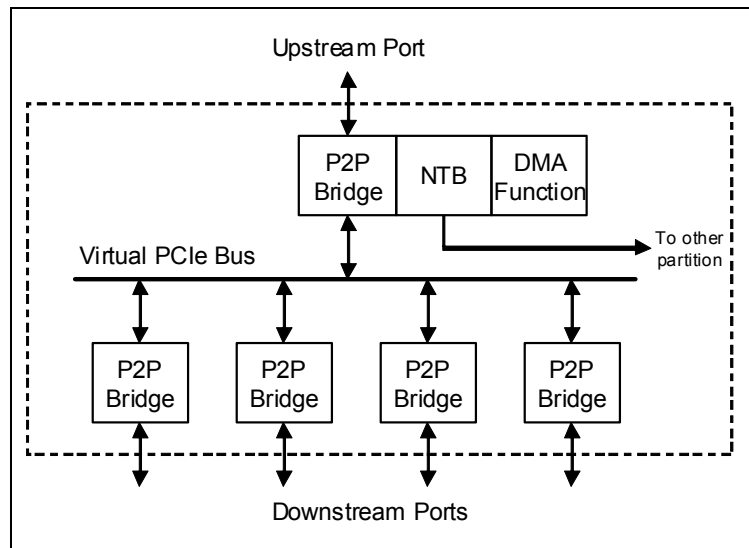 Upstream Port
P2P
Bridge
NTB
DMA
Function
To other
partition
Virtual PCIe Bus
P2P
Bridge
P2P
Bridge
P2P
Bridge
P2P
Bridge
Downstream Ports